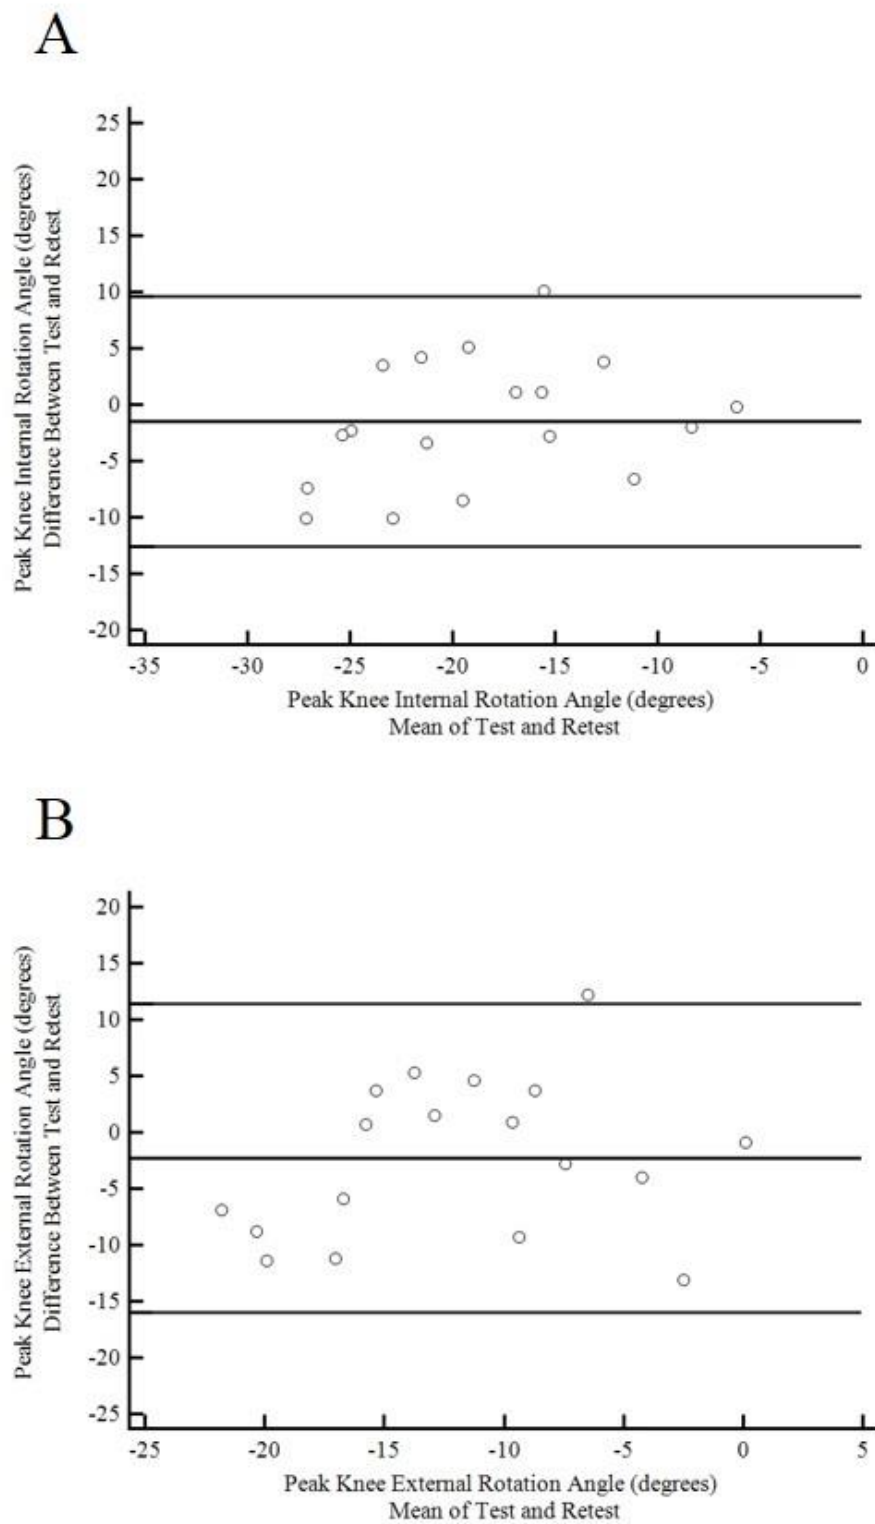 A
Peak Knee Internal Rotation Angle (degrees)
Difference Between Test and Retest
25
20
15
10
5
0
-5
-10
-15
-20
-35 -30 -25 -20 -15 -10 -5 0
Peak Knee Internal Rotation Angle (degrees)
Mean of Test and Retest
B
Peak Knee External Rotation Angle (degrees)
Difference Between Test and Retest
20
15
10
5
0
-5
-10
-15
-20
-25
-25 -20 -15 -10 -5 0 5
Peak Knee External Rotation Angle (degrees)
Mean of Test and Retest